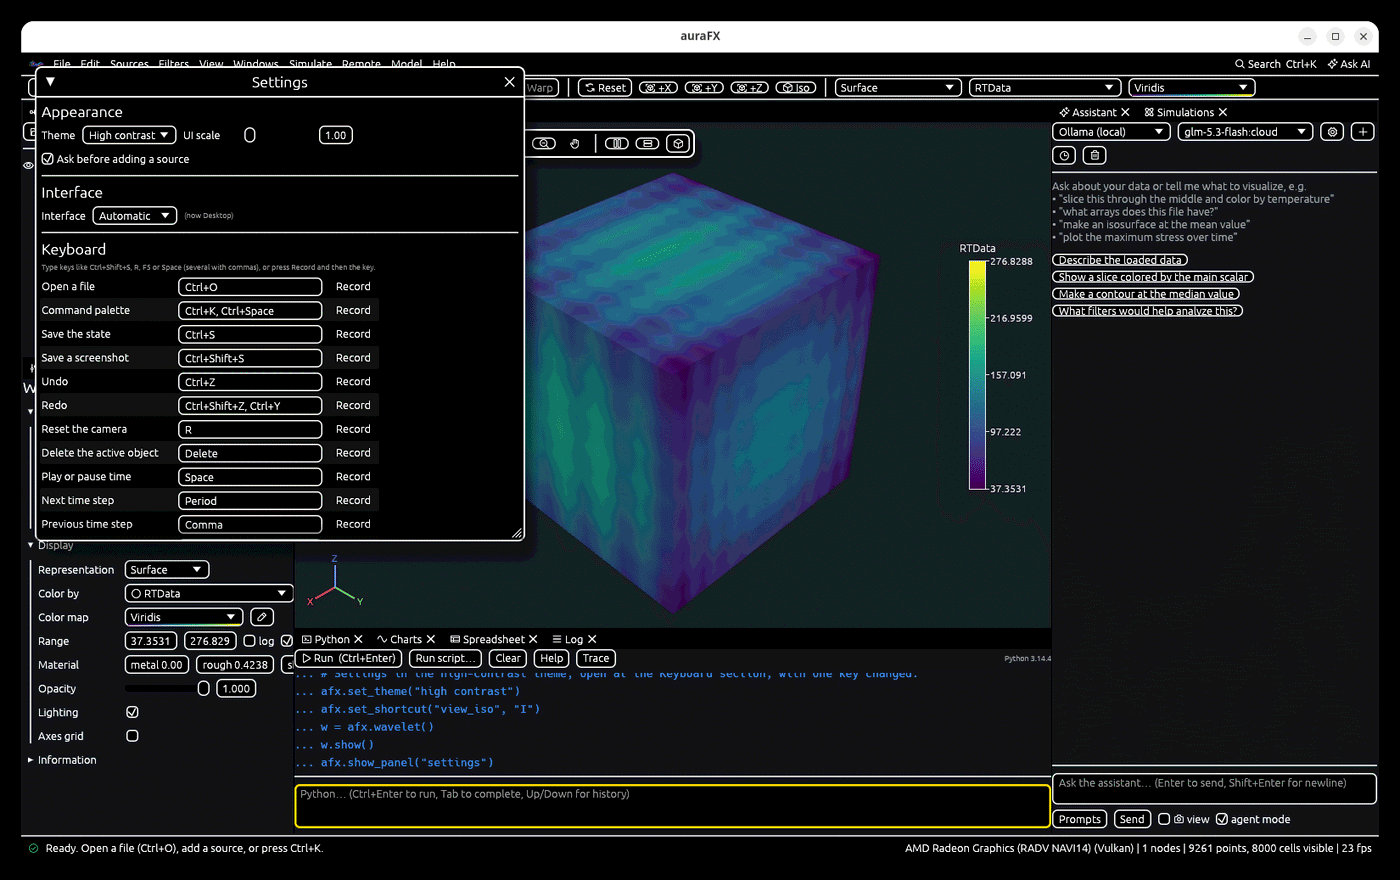 auraFX
File Edit Sources Filters View Windows Simulate Remote Model Help
Search Ctrl+K Ask AI
Settings
Warp Reset +X +Y +Z Iso Surface RTData Viridis
Appearance
Theme High contrast UI scale 1.00
Ask before adding a source
Interface
Interface Automatic (now Desktop)
Keyboard
Type keys like Ctrl+Shift+S, R, F5 or Space (several with commas), or press Record and then the key.
Open a file Ctrl+O Record
Command palette Ctrl+K, Ctrl+Space Record
Save the state Ctrl+S Record
Save a screenshot Ctrl+Shift+S Record
Undo Ctrl+Z Record
Redo Ctrl+Shift+Z, Ctrl+Y Record
Reset the camera R Record
Delete the active object Delete Record
Play or pause time Space Record
Next time step Period Record
Previous time step Comma Record
Display
Representation Surface
Color by RTData
Color map Viridis
Range 37.3531 276.829 log
Material metal 0.00 rough 0.4238
Opacity 1.000
Lighting
Axes grid
Information
RTData
276.8288
216.9599
157.091
97.222
37.3531
Z
X
Y
Python Charts Spreadsheet Log
Run (Ctrl+Enter) Run script... Clear Help Trace
Python 3.14.4
... # Settings in the high-contrast theme, open at the Keyboard section, with one key changed.
... afx.set_theme("high contrast")
... afx.set_shortcut("view_iso", "I")
... w = afx.wavelet()
... w.show()
... afx.show_panel("settings")
Python... (Ctrl+Enter to run, Tab to complete, Up/Down for history)
Assistant Simulations
Ollama (local) glm-5.3-flash:cloud
Ask about your data or tell me what to visualize, e.g.
• "slice this through the middle and color by temperature"
• "what arrays does this file have?"
• "make an isosurface at the mean value"
• "plot the maximum stress over time"
Describe the loaded data
Show a slice colored by the main scalar
Make a contour at the median value
What filters would help analyze this?
Ask the assistant... (Enter to send, Shift+Enter for newline)
Prompts Send view agent mode
Ready. Open a file (Ctrl+O), add a source, or press Ctrl+K.
AMD Radeon Graphics (RADV NAVI14) (Vulkan) | 1 nodes | 9261 points, 8000 cells visible | 23 fps